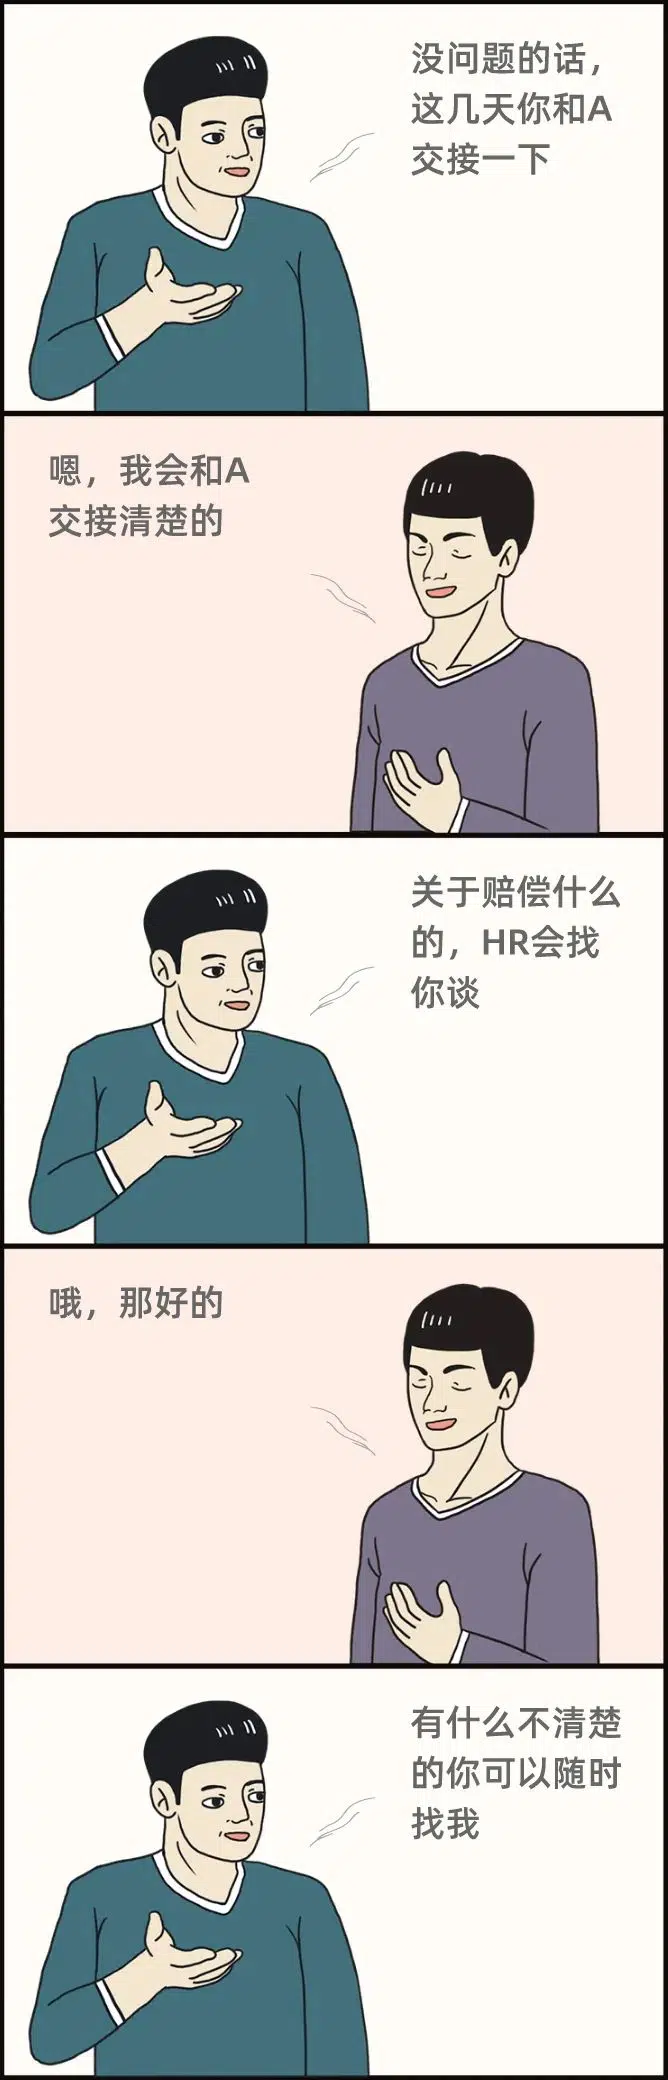 没问题的话，
这几天你和A
交接一下
嗯，我会和A
交接清楚的
关于赔偿什么
的，HR会找
你谈
哦，那好的
有什么不清楚
的你可以随时
找我